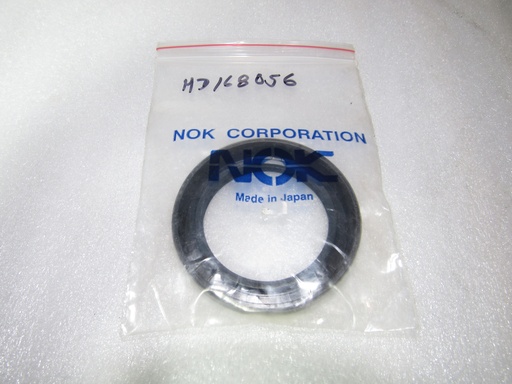 MD168056
NOK CORPORATION
NOK
Made in Japan